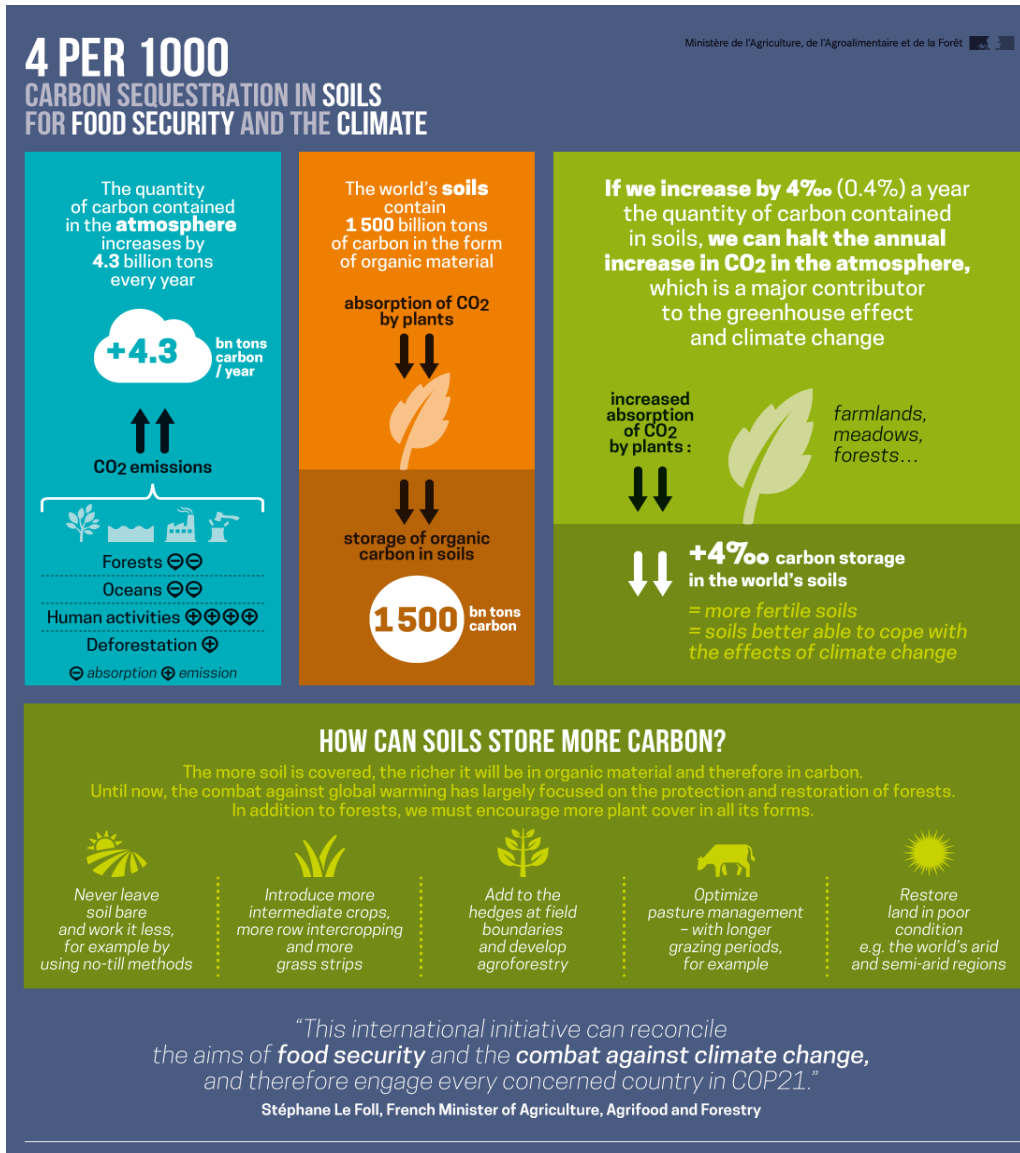 Ministère de l'Agriculture, de l'Agroalimentaire et de la Forêt
4 PER 1000
CARBON SEQUESTRATION IN SOILS
FOR FOOD SECURITY AND THE CLIMATE
The quantity
of carbon contained
in the atmosphere
increases by
4.3 billion tons
every year
+4.3
bn tons
carbon
/ year
CO2 emissions
Forests ⊖⊖
Oceans ⊖⊖
Human activities ⊕⊕⊕⊕
Deforestation ⊕
⊖ absorption ⊕ emission
The world's soils
contain
1 500 billion tons
of carbon in the form
of organic material
absorption of CO2
by plants
storage of organic
carbon in soils
1 500
bn tons
carbon
If we increase by 4‰ (0.4%) a year
the quantity of carbon contained
in soils, we can halt the annual
increase in CO2 in the atmosphere,
which is a major contributor
to the greenhouse effect
and climate change
increased
absorption
of CO2
by plants :
farmlands,
meadows,
forests...
+4‰ carbon storage
in the world's soils
= more fertile soils
= soils better able to cope with
the effects of climate change
HOW CAN SOILS STORE MORE CARBON?
The more soil is covered, the richer it will be in organic material and therefore in carbon.
Until now, the combat against global warming has largely focused on the protection and restoration of forests.
In addition to forests, we must encourage more plant cover in all its forms.
Never leave
soil bare
and work it less,
for example by
using no-till methods
Introduce more
intermediate crops,
more row intercropping
and more
grass strips
Add to the
hedges at field
boundaries
and develop
agroforestry
Optimize
pasture management
– with longer
grazing periods,
for example
Restore
land in poor
condition
e.g. the world's arid
and semi-arid regions
"This international initiative can reconcile
the aims of food security and the combat against climate change,
and therefore engage every concerned country in COP21."
Stéphane Le Foll, French Minister of Agriculture, Agrifood and Forestry